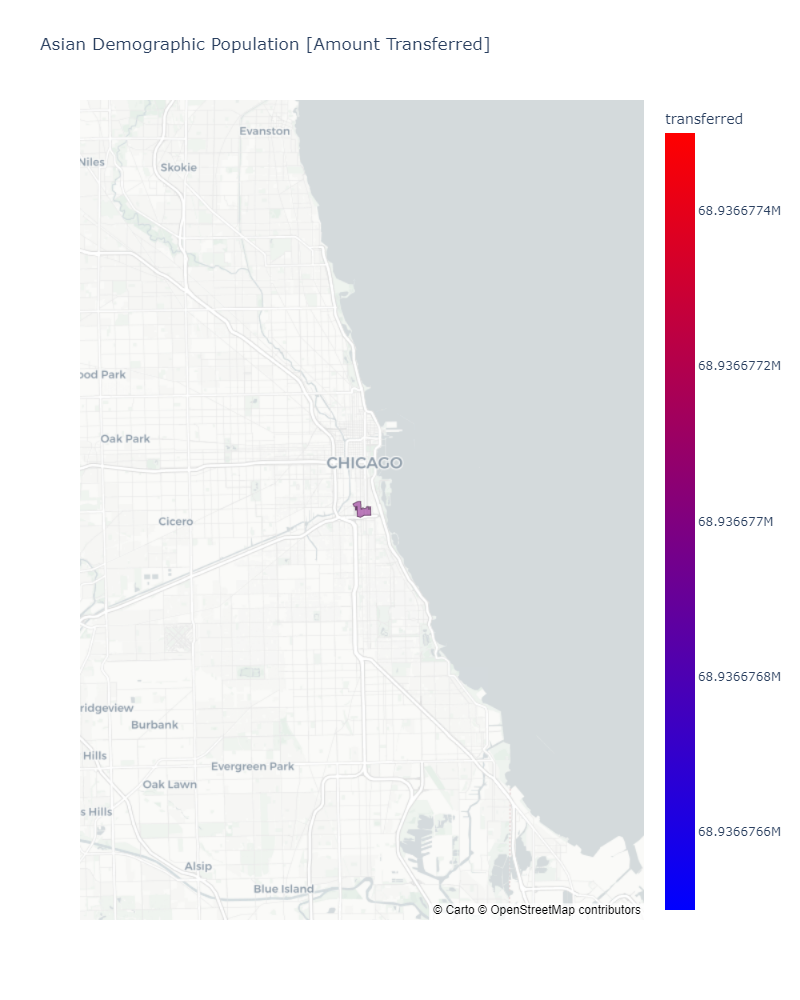 Asian Demographic Population [Amount Transferred]
transferred
Evanston
Niles
Skokie
68.9366774M
68.9366772M
ood Park
Oak Park
CHICAGO
Cicero
68.936677M
68.9366768M
ridgeview
Burbank
Hills
Evergreen Park
Oak Lawn
s Hills
68.9366766M
Alsip
Blue Island
© Carto © OpenStreetMap contributors